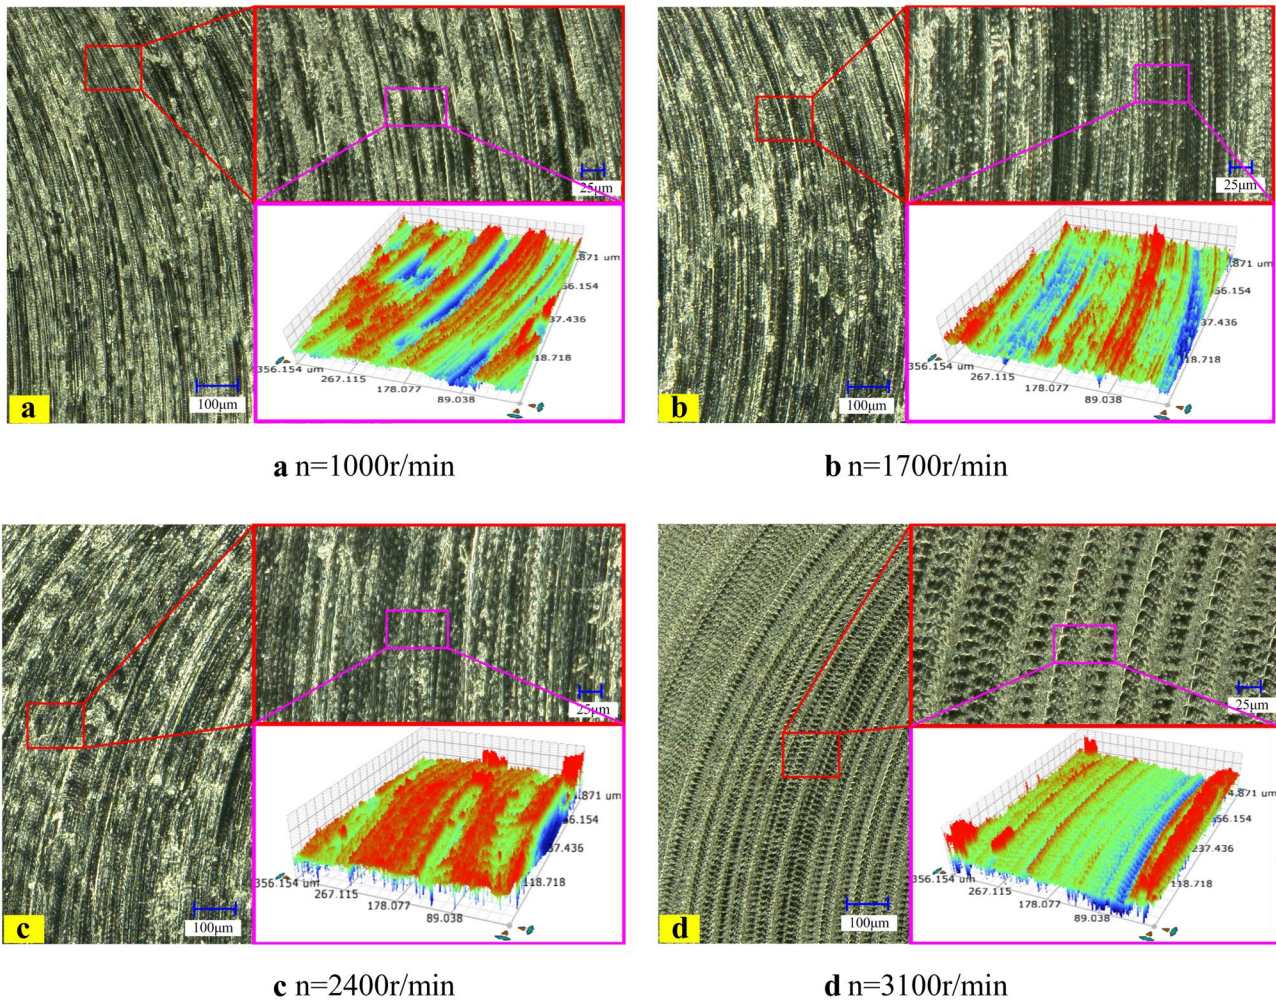 25μm
.871 um
56.154
37.436
18.718
356.154 um
267.115
178.077
89.038
100μm
a
a n=1000r/min
25μm
.871 um
56.154
37.436
18.718
356.154 um
267.115
178.077
89.038
100μm
b
b n=1700r/min
25μm
.871 um
56.154
37.436
118.718
356.154 um
267.115
178.077
89.038
100μm
c
c n=2400r/min
25μm
4.871 um
56.154
237.436
118.718
356.154 um
267.115
178.077
89.038
100μm
d
d n=3100r/min